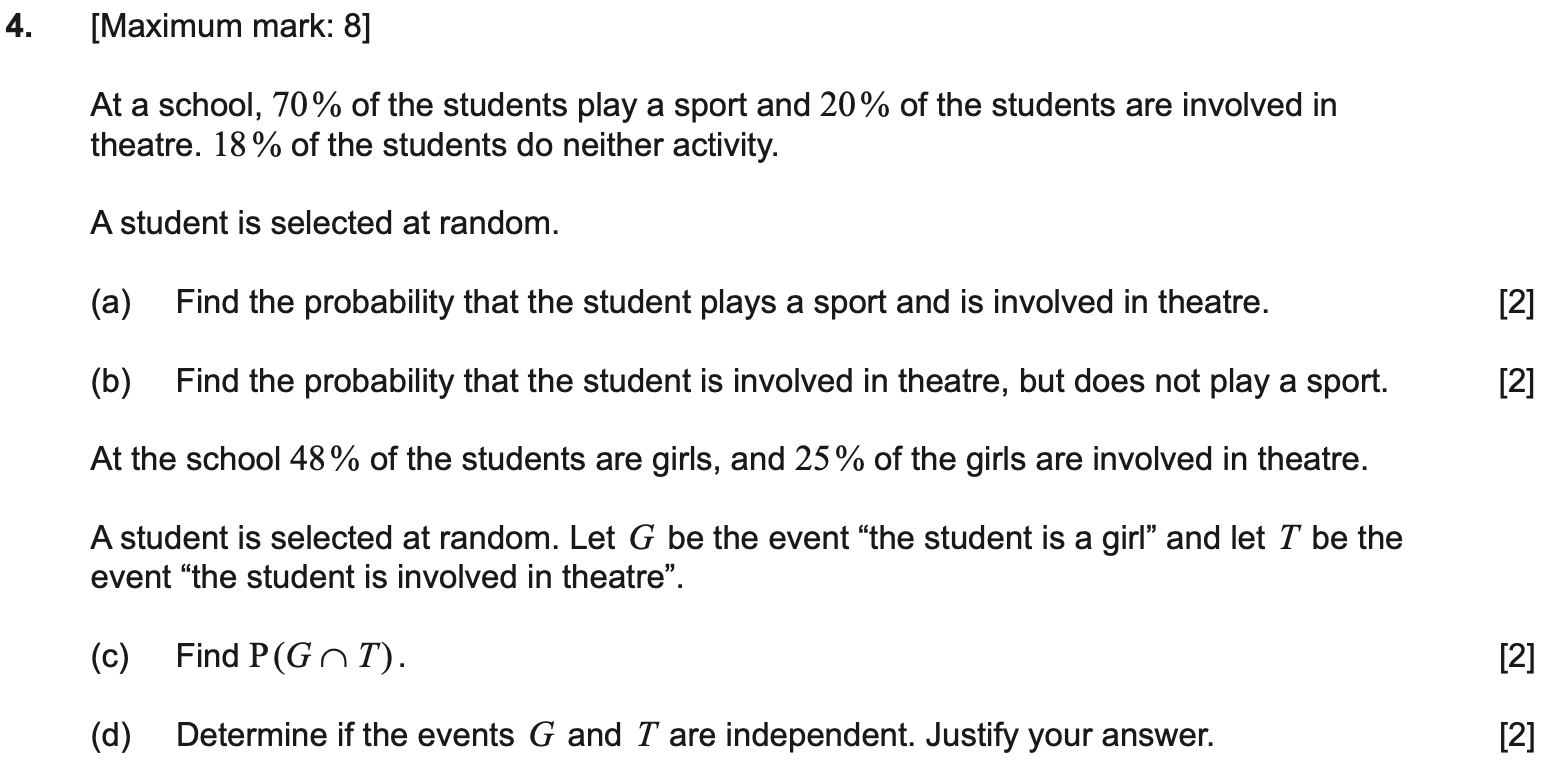 4. [Maximum mark: 8]
At a school, 70% of the students play a sport and 20% of the students are involved in
theatre. 18% of the students do neither activity.
A student is selected at random.
(a) Find the probability that the student plays a sport and is involved in theatre. [2]
(b) Find the probability that the student is involved in theatre, but does not play a sport. [2]
At the school 48% of the students are girls, and 25% of the girls are involved in theatre.
A student is selected at random. Let G be the event “the student is a girl” and let T be the
event “the student is involved in theatre”.
(c) Find P(G ∩ T). [2]
(d) Determine if the events G and T are independent. Justify your answer. [2]